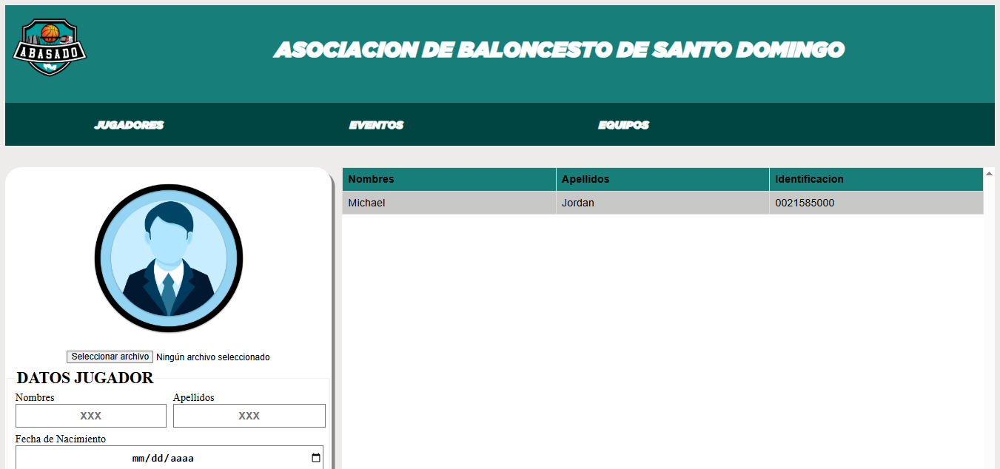 ABASADO
ASOCIACION DE BALONCESTO DE SANTO DOMINGO
JUGADORES EVENTOS EQUIPOS
Seleccionar archivo Ningún archivo seleccionado
DATOS JUGADOR
Nombres Apellidos
XXX XXX
Fecha de Nacimiento
mm/dd/aaaa
Nombres Apellidos Identificacion
Michael Jordan 0021585000